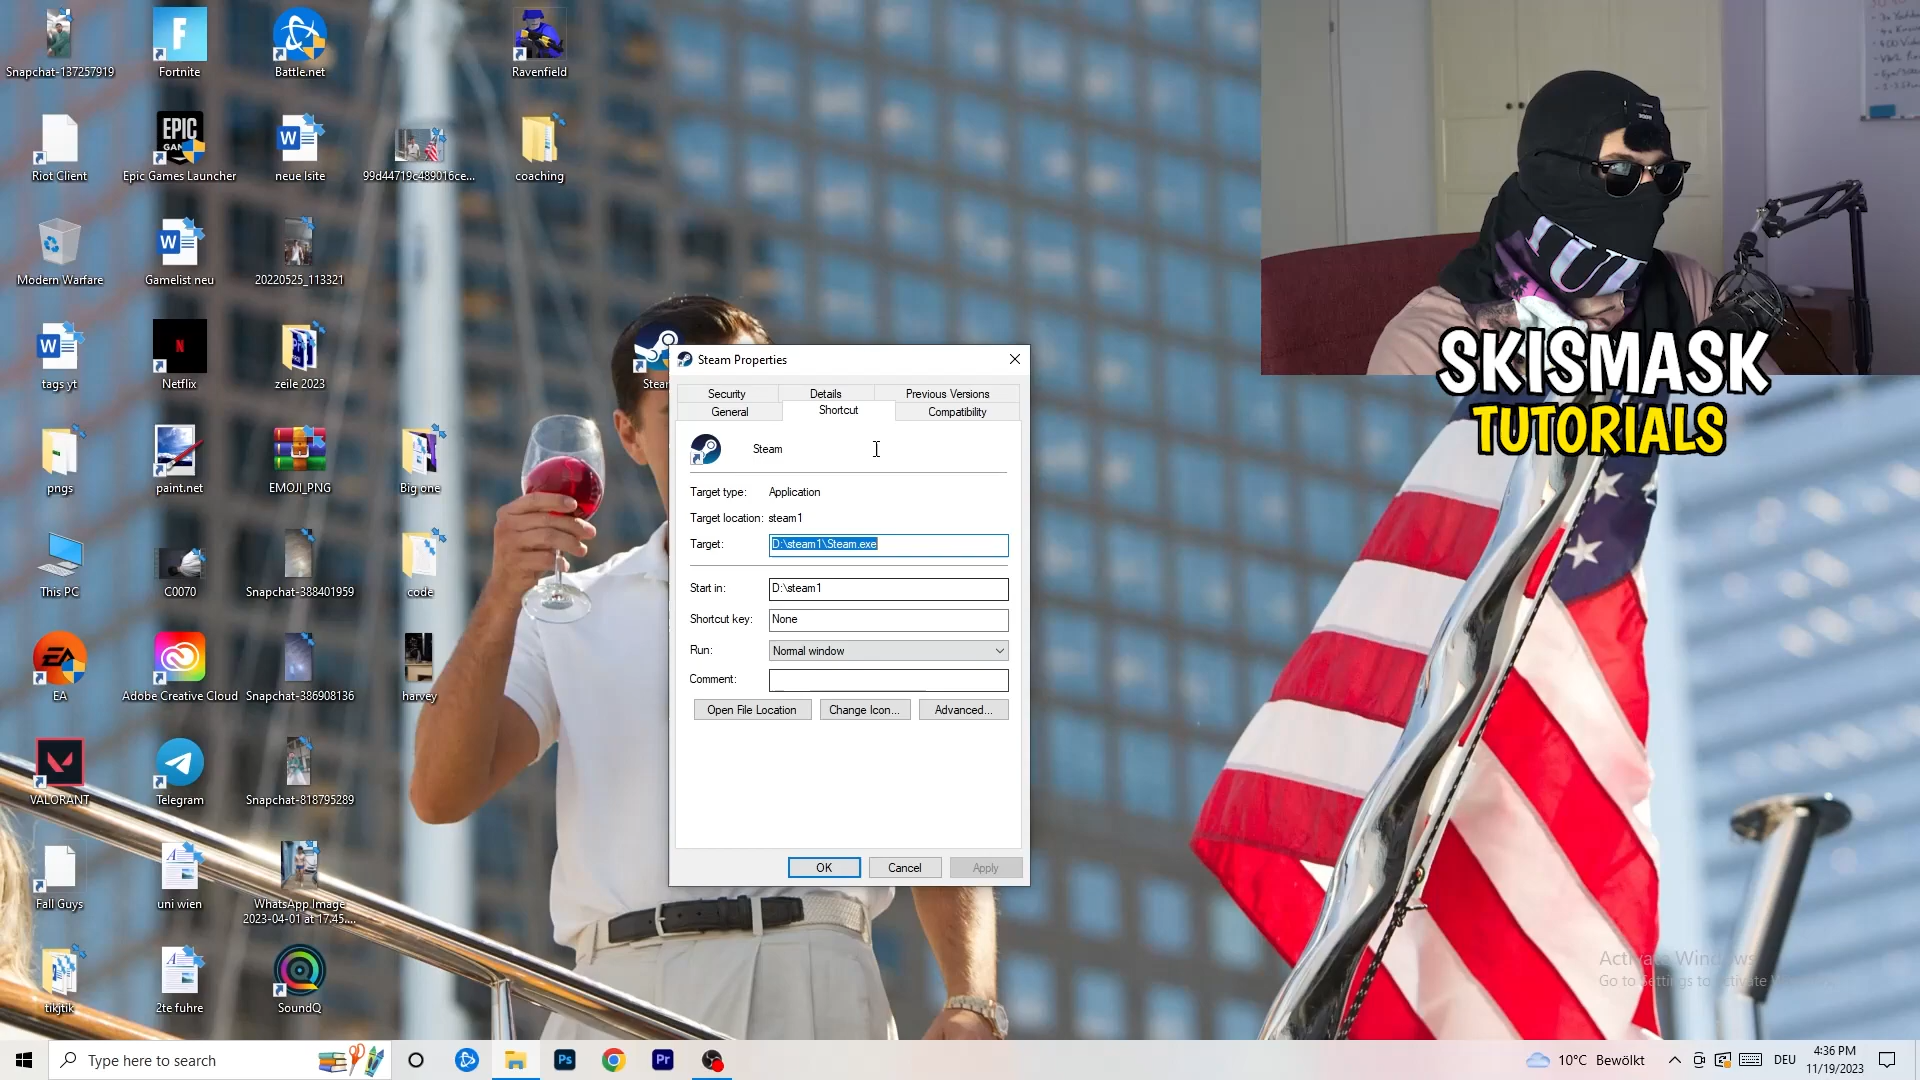 Snapchat-137257919
Fortnite
Battle.net
Ravenfield
Riot Client
EPIC
Epic Games Launcher
neue lsite
99d44719c489016ce...
coaching
Modern Warfare
Gamelist neu
20220525_113321
tags yt
Netflix
zeile 2023
pngs
paint.net
EMOJI_PNG
Big one
This PC
C0070
Snapchat-388401959
code
EA
Adobe Creative Cloud
Snapchat-386908136
harvey
VALORANT
Telegram
Snapchat-818795289
Fall Guys
uni wien
WhatsApp Image
2023-04-01 at 17.45....
tikjtik
2te fuhre
SoundQ
Steam Properties
Security
Details
Previous Versions
General
Shortcut
Compatibility
Steam
Target type: Application
Target location: steam1
Target: D:\steam1\Steam.exe
Start in: D:\steam1
Shortcut key: None
Run: Normal window
Comment:
Open File Location
Change Icon...
Advanced...
OK
Cancel
Apply
SKISMASK
TUTORIALS
Type here to search
Ps
Pr
10°C Bewölkt
DEU
4:36 PM
11/19/2023